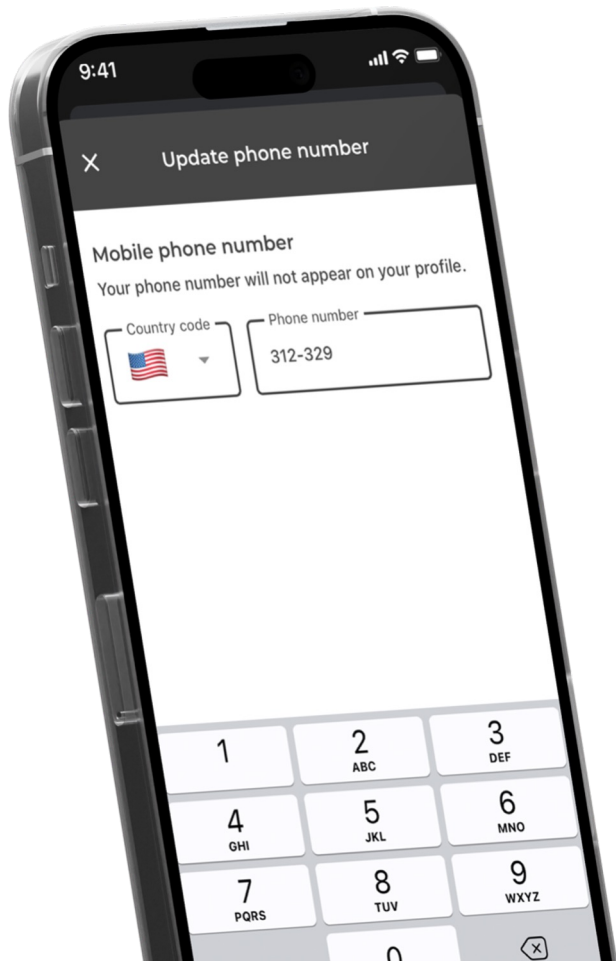 9:41
Update phone number
Mobile phone number
Your phone number will not appear on your profile.
Country code
Phone number
312-329
1
2
3
ABC
DEF
4
5
6
GHI
JKL
MNO
7
8
9
PQRS
TUV
WXYZ
0